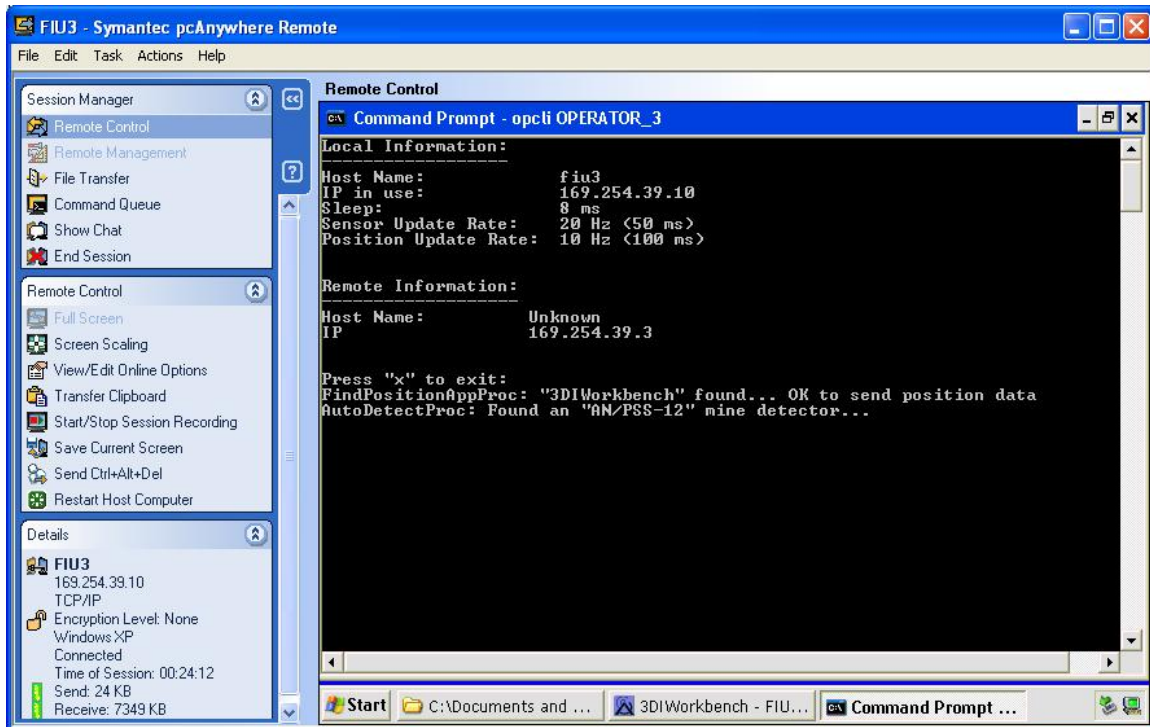 FIU3 - Symantec pcAnywhere Remote
File Edit Task Actions Help
Session Manager
Remote Control
Remote Management
File Transfer
Command Queue
Show Chat
End Session
Remote Control
Full Screen
Screen Scaling
View/Edit Online Options
Transfer Clipboard
Start/Stop Session Recording
Save Current Screen
Send Ctrl+Alt+Del
Restart Host Computer
Details
FIU3
169.254.39.10
TCP/IP
Encryption Level: None
Windows XP
Connected
Time of Session: 00:24:12
Send: 24 KB
Receive: 7349 KB
Remote Control
Command Prompt - opcli OPERATOR_3
Local Information:
------------------
Host Name: fiu3
IP in use: 169.254.39.10
Sleep: 8 ms
Sensor Update Rate: 20 Hz (50 ms)
Position Update Rate: 10 Hz (100 ms)
Remote Information:
-------------------
Host Name: Unknown
IP 169.254.39.3
Press "x" to exit:
FindPositionAppProc: "3DIWorkbench" found... OK to send position data
AutoDetectProc: Found an "AN/PSS-12" mine detector...
Start C:\Documents and ... 3DIWorkbench - FIU... Command Prompt ...